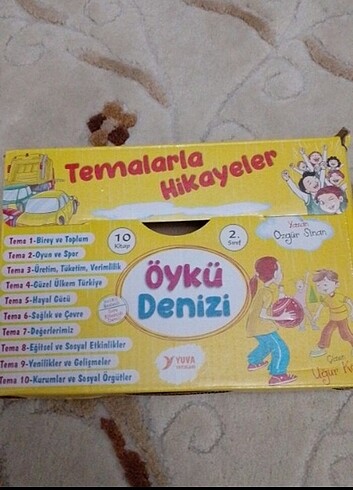 Temalarla
Hikayeler
Yazan
Özgür Sinan
10
Kitap
2.
Sınıf
ÖYKÜ
DENİZİ
Tema 1-Birey ve Toplum
Tema 2-Oyun ve Spor
Tema 3-Üretim, Tüketim, Verimlilik
Tema 4-Güzel Ülkem Türkiye
Tema 5-Hayal Gücü
Tema 6-Sağlık ve Çevre
Tema 7-Değerlerimiz
Tema 8-Eğitsel ve Sosyal Etkinlikler
Tema 9-Yenilikler ve Gelişmeler
Tema 10-Kurumlar ve Sosyal Örgütler
YUVA
Çizen
Uğur